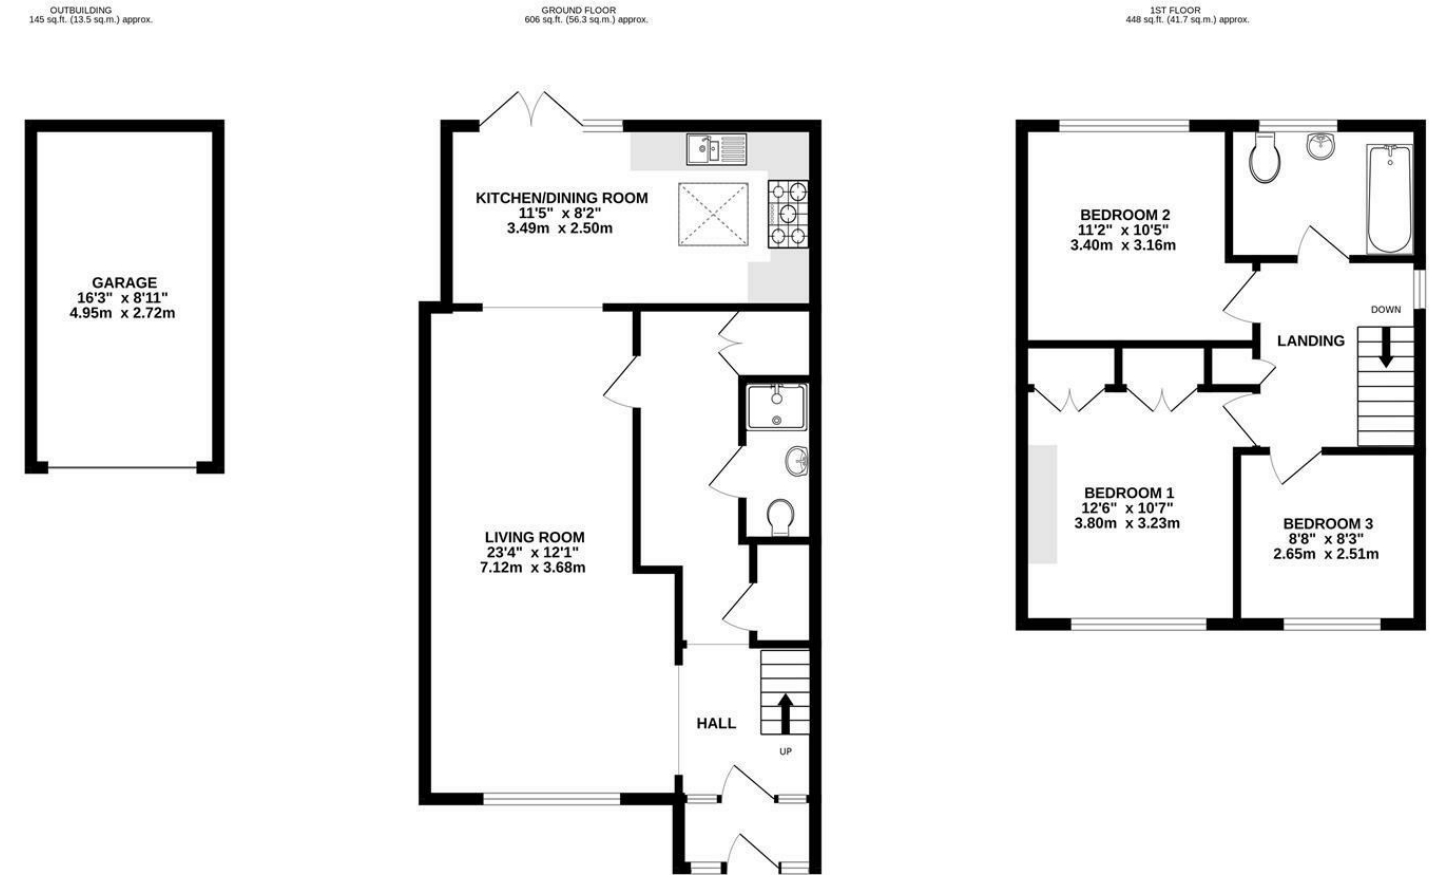 OUTBUILDING
145 sq.ft. (13.5 sq.m.) approx.
GROUND FLOOR
606 sq.ft. (56.3 sq.m.) approx.
1ST FLOOR
448 sq.ft. (41.7 sq.m.) approx.
GARAGE
16'3" x 8'11"
4.95m x 2.72m
KITCHEN/DINING ROOM
11'5" x 8'2"
3.49m x 2.50m
LIVING ROOM
23'4" x 12'1"
7.12m x 3.68m
HALL
UP
BEDROOM 2
11'2" x 10'5"
3.40m x 3.16m
DOWN
LANDING
BEDROOM 1
12'6" x 10'7"
3.80m x 3.23m
BEDROOM 3
8'8" x 8'3"
2.65m x 2.51m